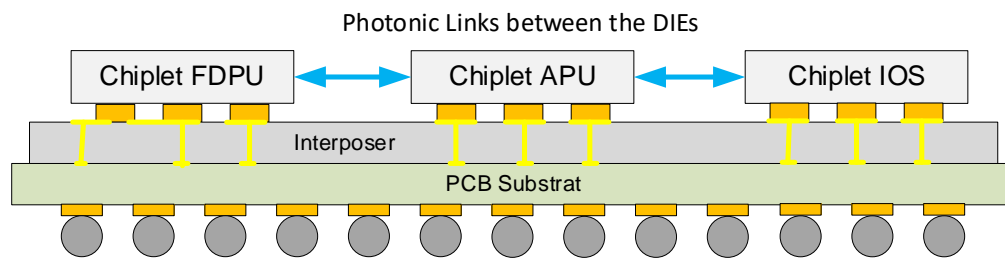 Photonic Links between the DIEs
Chiplet FDPU
Chiplet APU
Chiplet IOS
Interposer
PCB Substrat